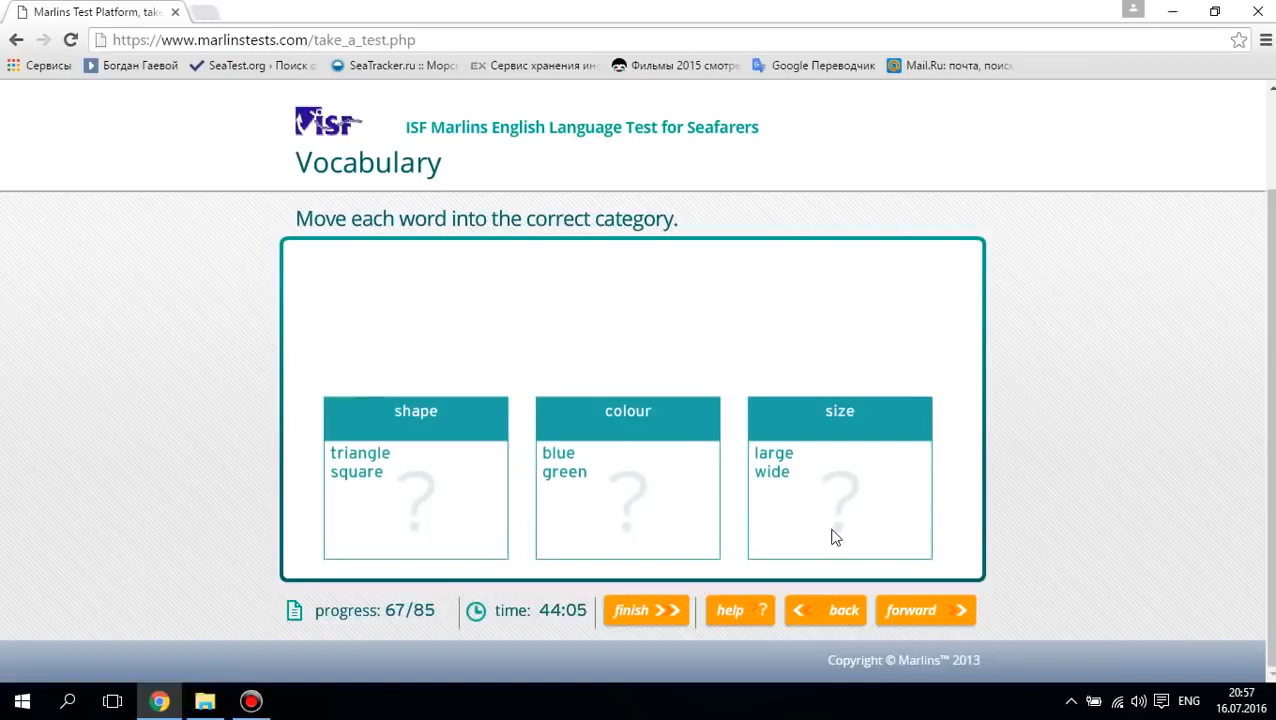 Marlins Test Platform, take
https://www.marlinstests.com/take_a_test.php
Сервисы Богдан Гаевой SeaTest.org › Поиск SeaTracker.ru :: Морс EX Сервис хранения Фильмы 2015 смотре Google Переводчик Mail.Ru: почта, поиск
ISF
ISF Marlins English Language Test for Seafarers
Vocabulary
Move each word into the correct category.
shape colour size
triangle blue large
square green wide
? ? ?
progress: 67/85 time: 44:05 finish >> help ? < back forward >
Copyright © Marlins™ 2013
ENG 20:57
16.07.2016